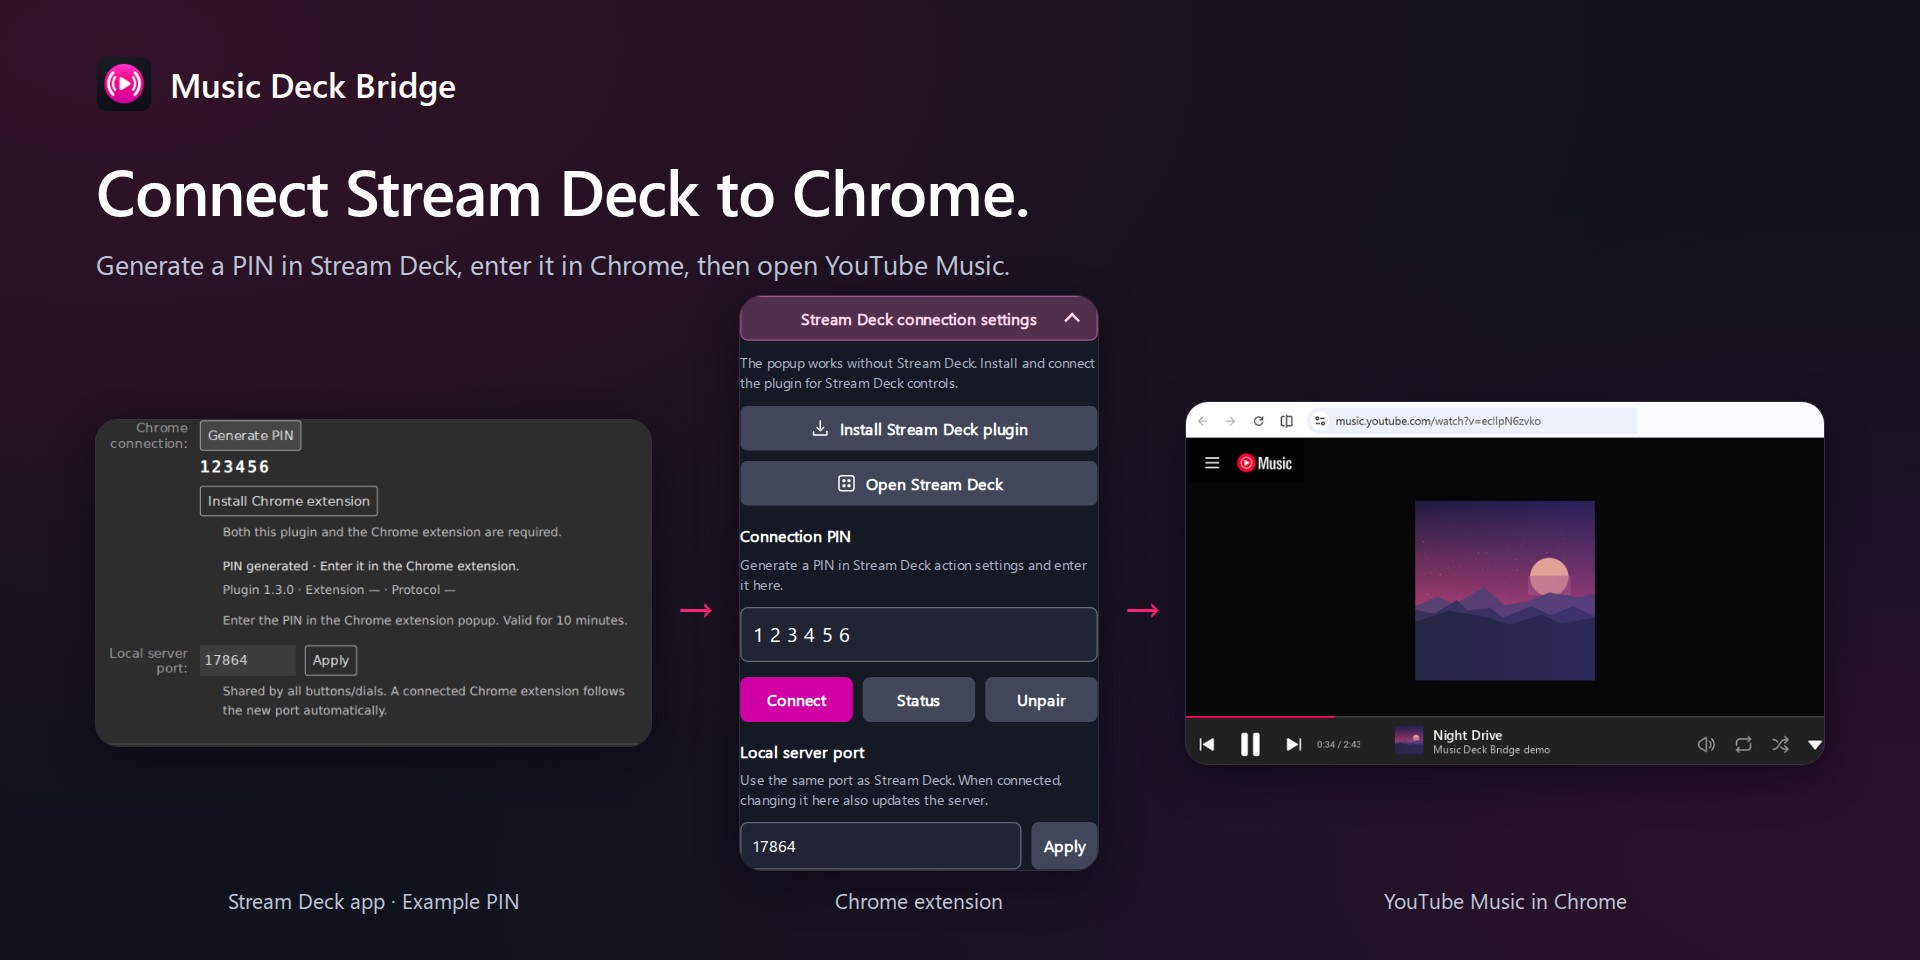 Music Deck Bridge
Connect Stream Deck to Chrome.
Generate a PIN in Stream Deck, enter it in Chrome, then open YouTube Music.
Chrome
connection:
Generate PIN
123456
Install Chrome extension
Both this plugin and the Chrome extension are required.
PIN generated · Enter it in the Chrome extension.
Plugin 1.3.0 · Extension — · Protocol —
Enter the PIN in the Chrome extension popup. Valid for 10 minutes.
Local server
port:
17864
Apply
Shared by all buttons/dials. A connected Chrome extension follows
the new port automatically.
Stream Deck app · Example PIN
Stream Deck connection settings
The popup works without Stream Deck. Install and connect
the plugin for Stream Deck controls.
Install Stream Deck plugin
Open Stream Deck
Connection PIN
Generate a PIN in Stream Deck action settings and enter
it here.
1 2 3 4 5 6
Connect
Status
Unpair
Local server port
Use the same port as Stream Deck. When connected,
changing it here also updates the server.
17864
Apply
Chrome extension
music.youtube.com/watch?v=ecllpN6zvko
Music
0:34 / 2:43
Night Drive
Music Deck Bridge demo
YouTube Music in Chrome